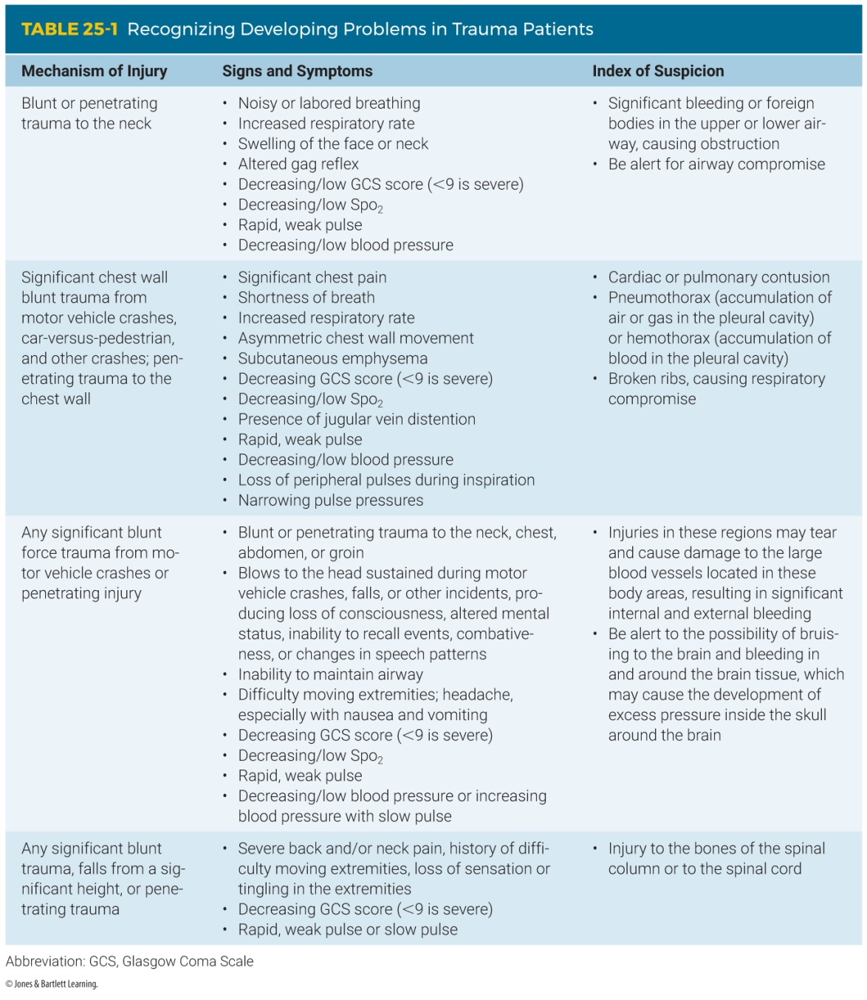 TABLE 25-1 Recognizing Developing Problems in Trauma Patients
Mechanism of Injury Signs and Symptoms Index of Suspicion
Blunt or penetrating
trauma to the neck
• Noisy or labored breathing
• Increased respiratory rate
• Swelling of the face or neck
• Altered gag reflex
• Decreasing/low GCS score (<9 is severe)
• Decreasing/low Spo₂
• Rapid, weak pulse
• Decreasing/low blood pressure
• Significant bleeding or foreign
bodies in the upper or lower air-
way, causing obstruction
• Be alert for airway compromise
Significant chest wall
blunt trauma from
motor vehicle crashes,
car-versus-pedestrian,
and other crashes; pen-
etrating trauma to the
chest wall
• Significant chest pain
• Shortness of breath
• Increased respiratory rate
• Asymmetric chest wall movement
• Subcutaneous emphysema
• Decreasing GCS score (<9 is severe)
• Decreasing/low Spo₂
• Presence of jugular vein distention
• Rapid, weak pulse
• Decreasing/low blood pressure
• Loss of peripheral pulses during inspiration
• Narrowing pulse pressures
• Cardiac or pulmonary contusion
• Pneumothorax (accumulation of
air or gas in the pleural cavity)
or hemothorax (accumulation of
blood in the pleural cavity)
• Broken ribs, causing respiratory
compromise
Any significant blunt
force trauma from mo-
tor vehicle crashes or
penetrating injury
• Blunt or penetrating trauma to the neck, chest,
abdomen, or groin
• Blows to the head sustained during motor
vehicle crashes, falls, or other incidents, pro-
ducing loss of consciousness, altered mental
status, inability to recall events, combative-
ness, or changes in speech patterns
• Inability to maintain airway
• Difficulty moving extremities; headache,
especially with nausea and vomiting
• Decreasing GCS score (<9 is severe)
• Decreasing/low Spo₂
• Rapid, weak pulse
• Decreasing/low blood pressure or increasing
blood pressure with slow pulse
• Injuries in these regions may tear
and cause damage to the large
blood vessels located in these
body areas, resulting in significant
internal and external bleeding
• Be alert to the possibility of bruis-
ing to the brain and bleeding in
and around the brain tissue, which
may cause the development of
excess pressure inside the skull
around the brain
Any significant blunt
trauma, falls from a sig-
nificant height, or pene-
trating trauma
• Severe back and/or neck pain, history of diffi-
culty moving extremities, loss of sensation or
tingling in the extremities
• Decreasing GCS score (<9 is severe)
• Rapid, weak pulse or slow pulse
• Injury to the bones of the spinal
column or to the spinal cord
Abbreviation: GCS, Glasgow Coma Scale
© Jones & Bartlett Learning.